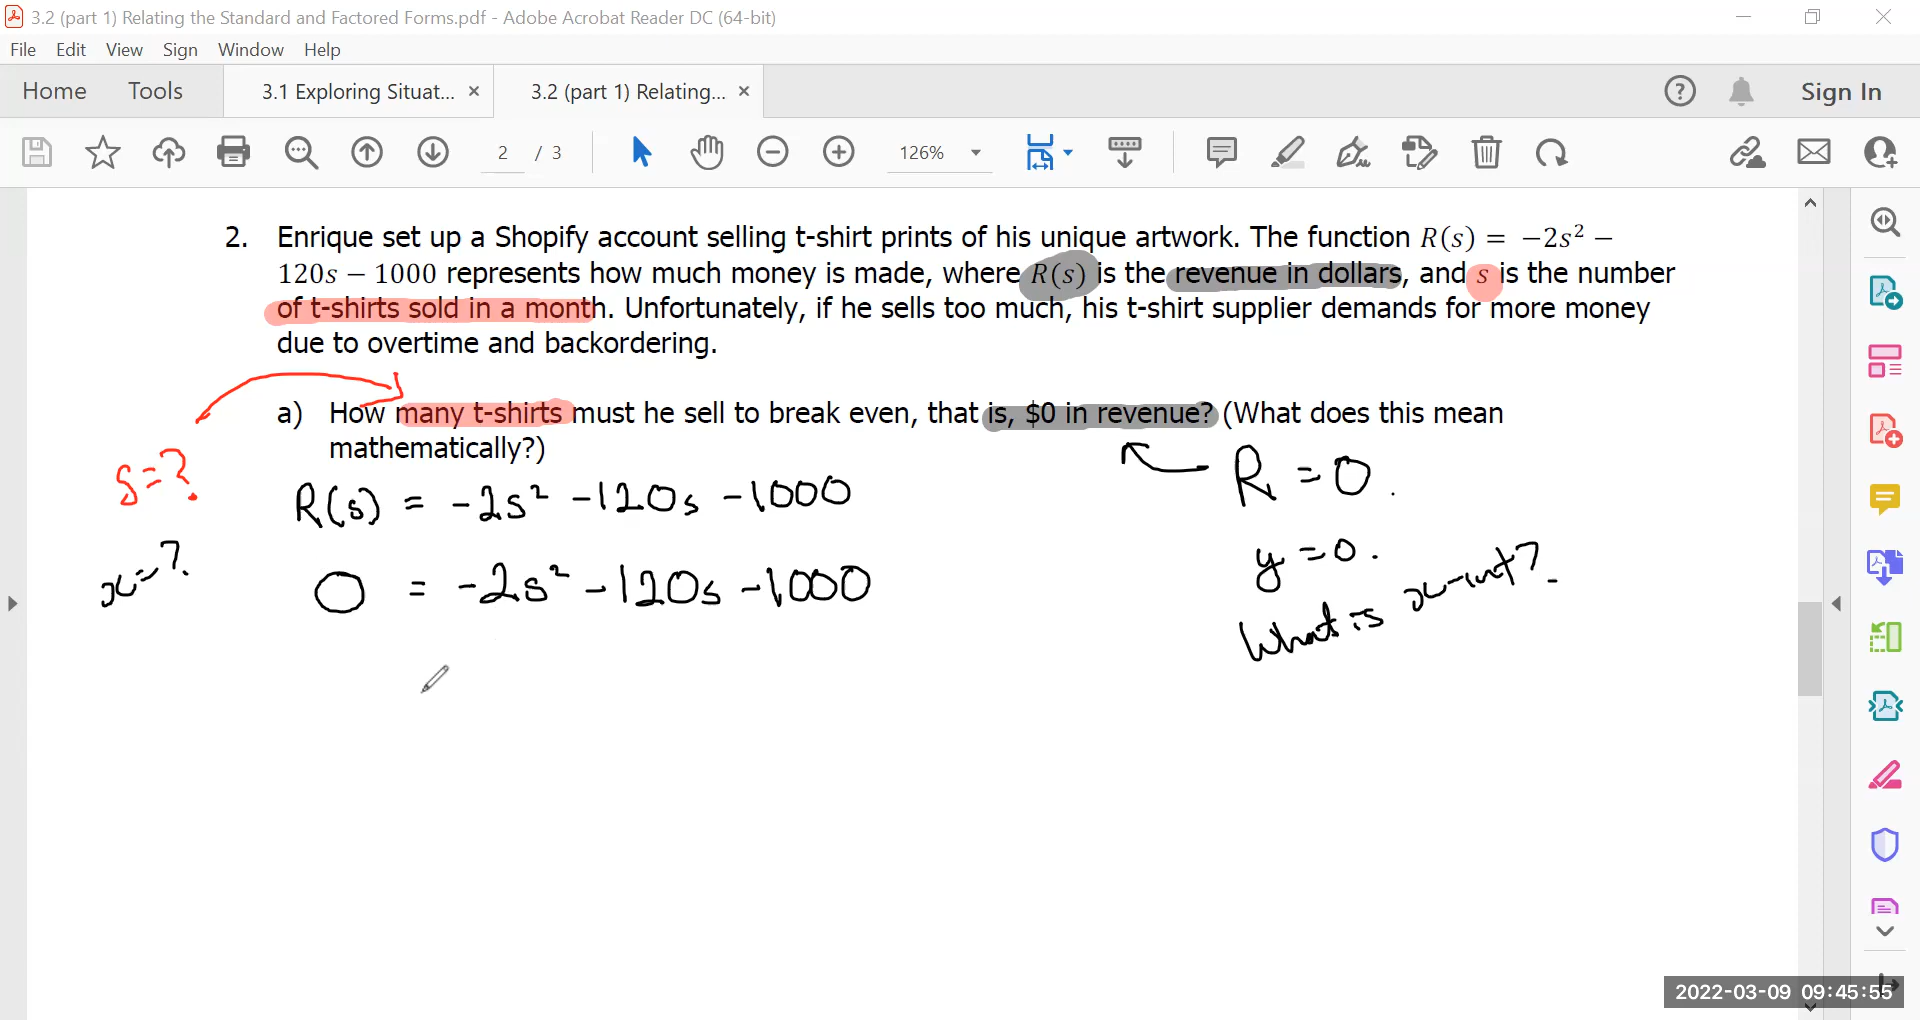 3.2 (part 1) Relating the Standard and Factored Forms.pdf - Adobe Acrobat Reader DC (64-bit)
File Edit View Sign Window Help
Home Tools 3.1 Exploring Situat... × 3.2 (part 1) Relating... × Sign In
2 / 3 126%
2. Enrique set up a Shopify account selling t-shirt prints of his unique artwork. The function R(s) = −2s² −
120s − 1000 represents how much money is made, where R(s) is the revenue in dollars, and s is the number
of t-shirts sold in a month. Unfortunately, if he sells too much, his t-shirt supplier demands for more money
due to overtime and backordering.
a) How many t-shirts must he sell to break even, that is, $0 in revenue? (What does this mean
mathematically?)
s=?
R(s) = -2s² -120s -1000
R = 0.
x=?
0 = -2s² -120s -1000
y = 0.
What is x-int?
2022-03-09 09:45:55